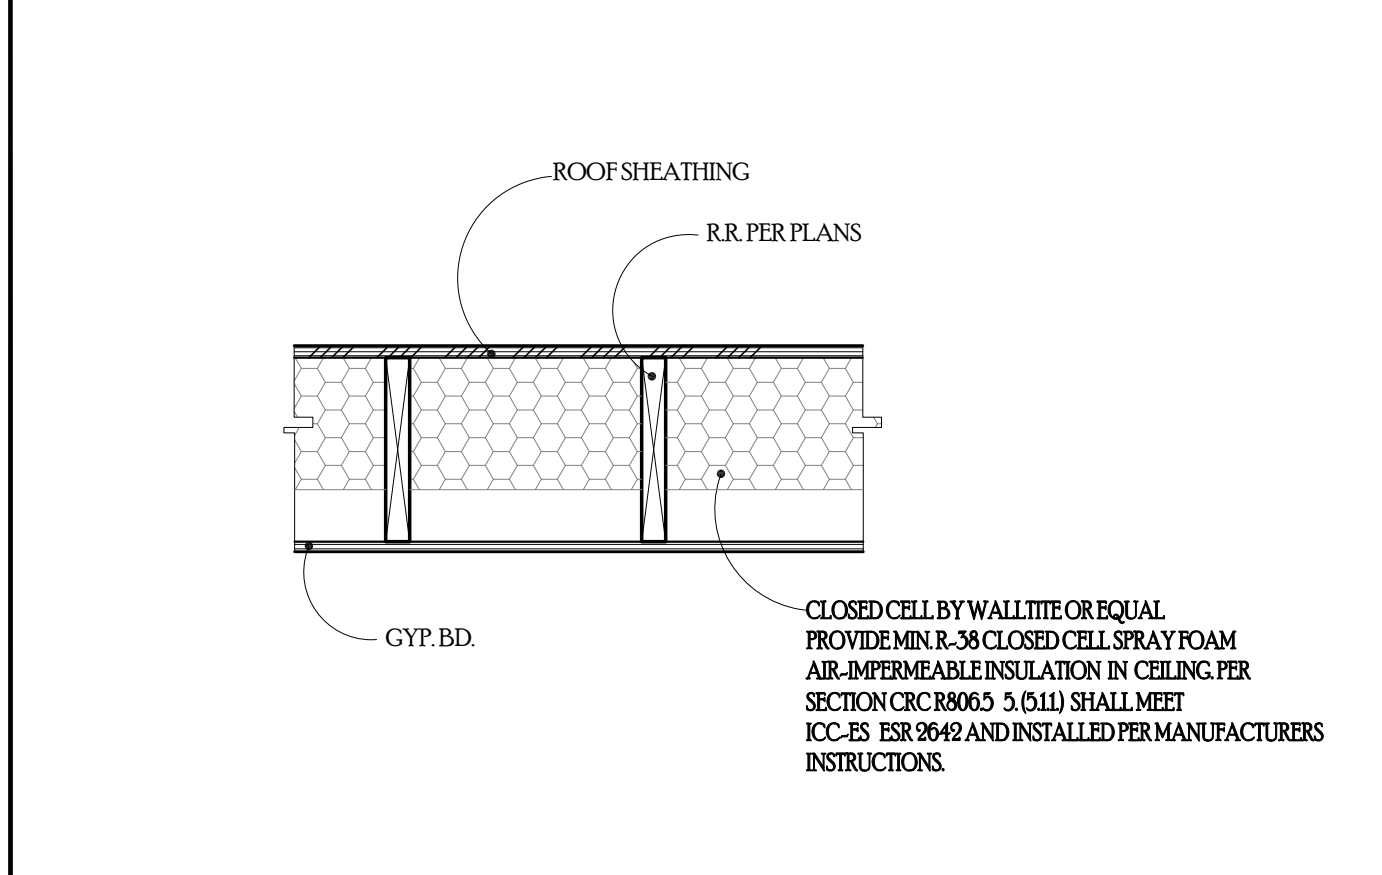 ROOF SHEATHING
R.R. PER PLANS
GYP. BD.
CLOSED CELL BY WALLTITE OR EQUAL
PROVIDE MIN. R-38 CLOSED CELL SPRAY FOAM
AIR-IMPERMEABLE INSULATION IN CEILING. PER
SECTION CRC R806.5 5. (5.1.1.) SHALL MEET
ICC-ES ESR 2642 AND INSTALLED PER MANUFACTURERS
INSTRUCTIONS.